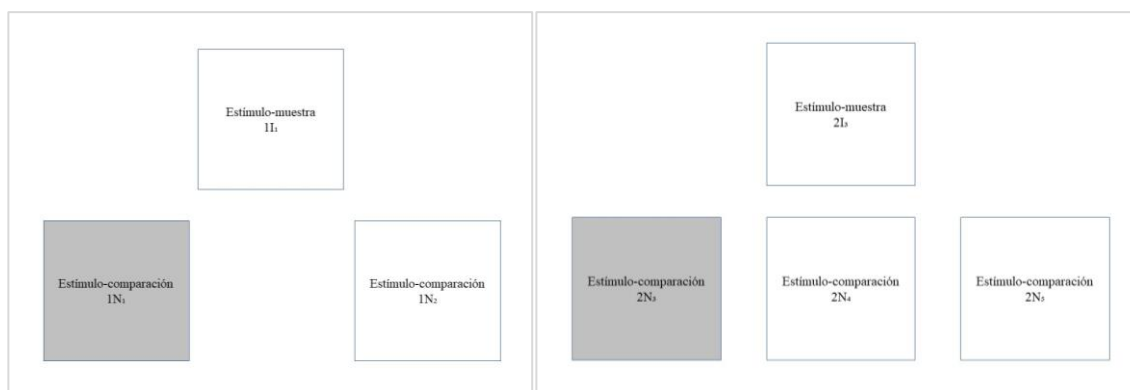 Estímulo-muestra
1I₁
Estímulo-comparación
1N₁
Estímulo-comparación
1N₂
Estímulo-muestra
2I₃
Estímulo-comparación
2N₃
Estímulo-comparación
2N₄
Estímulo-comparación
2N₅